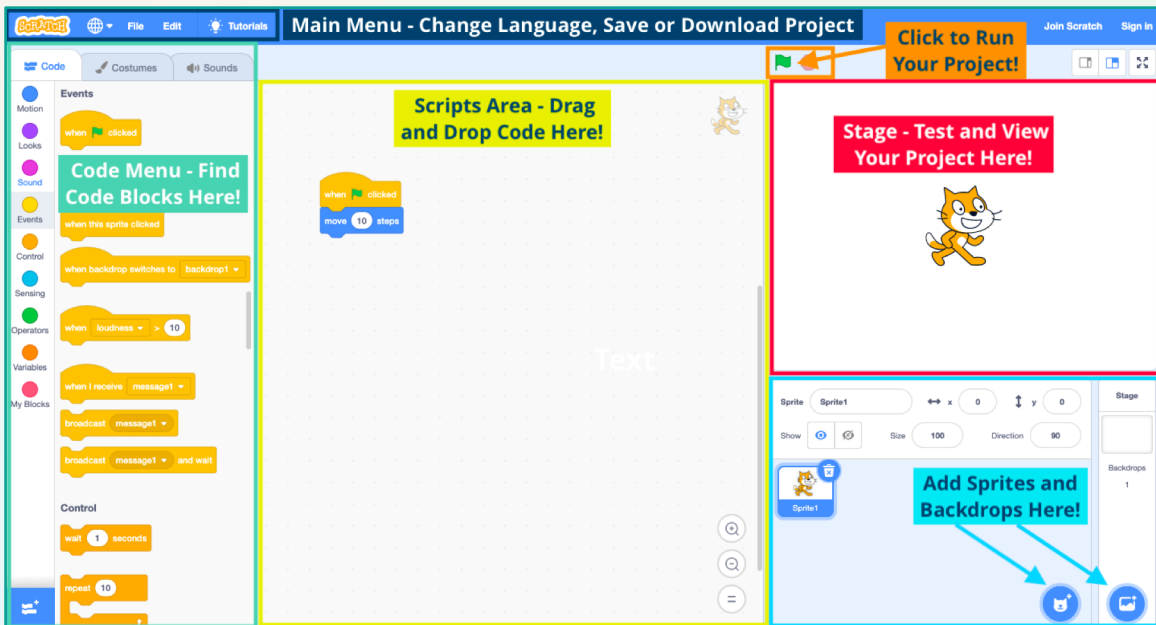 SCRATCH File Edit Tutorials
Main Menu - Change Language, Save or Download Project
Join Scratch Sign in
Click to Run
Your Project!
Code Costumes Sounds
Motion
Looks
Sound
Events
Control
Sensing
Operators
Variables
My Blocks
Events
when clicked
Code Menu - Find
Code Blocks Here!
when this sprite clicked
when backdrop switches to backdrop1
when loudness > 10
when I receive message1
broadcast message1
broadcast message1 and wait
Control
wait 1 seconds
repeat 10
Scripts Area - Drag
and Drop Code Here!
when clicked
move 10 steps
Text
=
Stage - Test and View
Your Project Here!
Sprite Sprite1 x 0 y 0
Show Size 100 Direction 90
Sprite1
Stage
Backdrops
1
Add Sprites and
Backdrops Here!